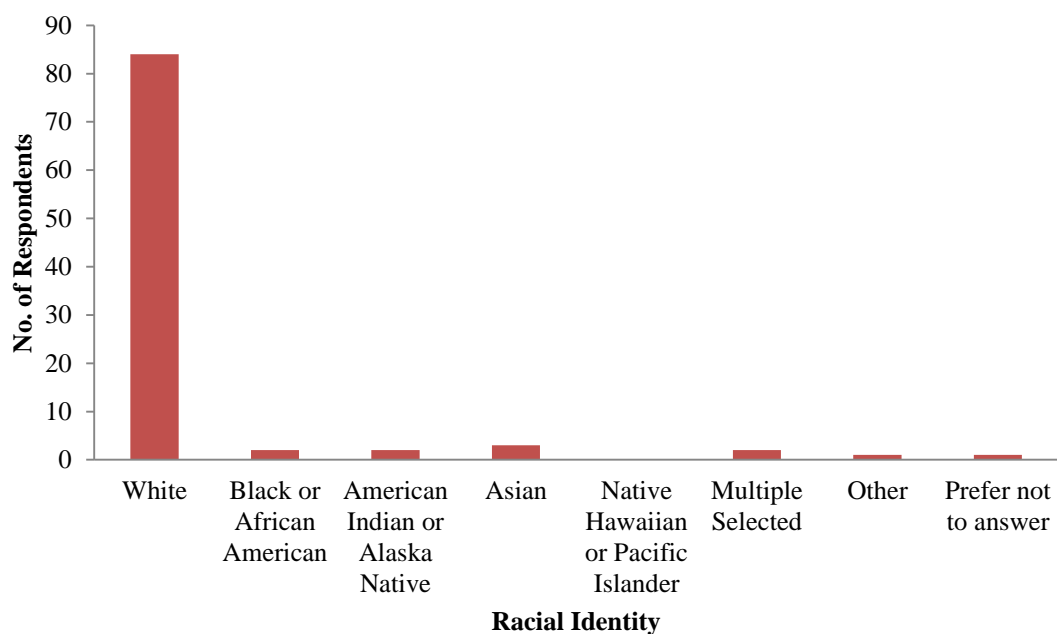 90
80
70
60
50
40
30
20
10
0
No. of Respondents
White
Black or
African
American
American
Indian or
Alaska
Native
Asian
Native
Hawaiian
or Pacific
Islander
Multiple
Selected
Other
Prefer not
to answer
Racial Identity